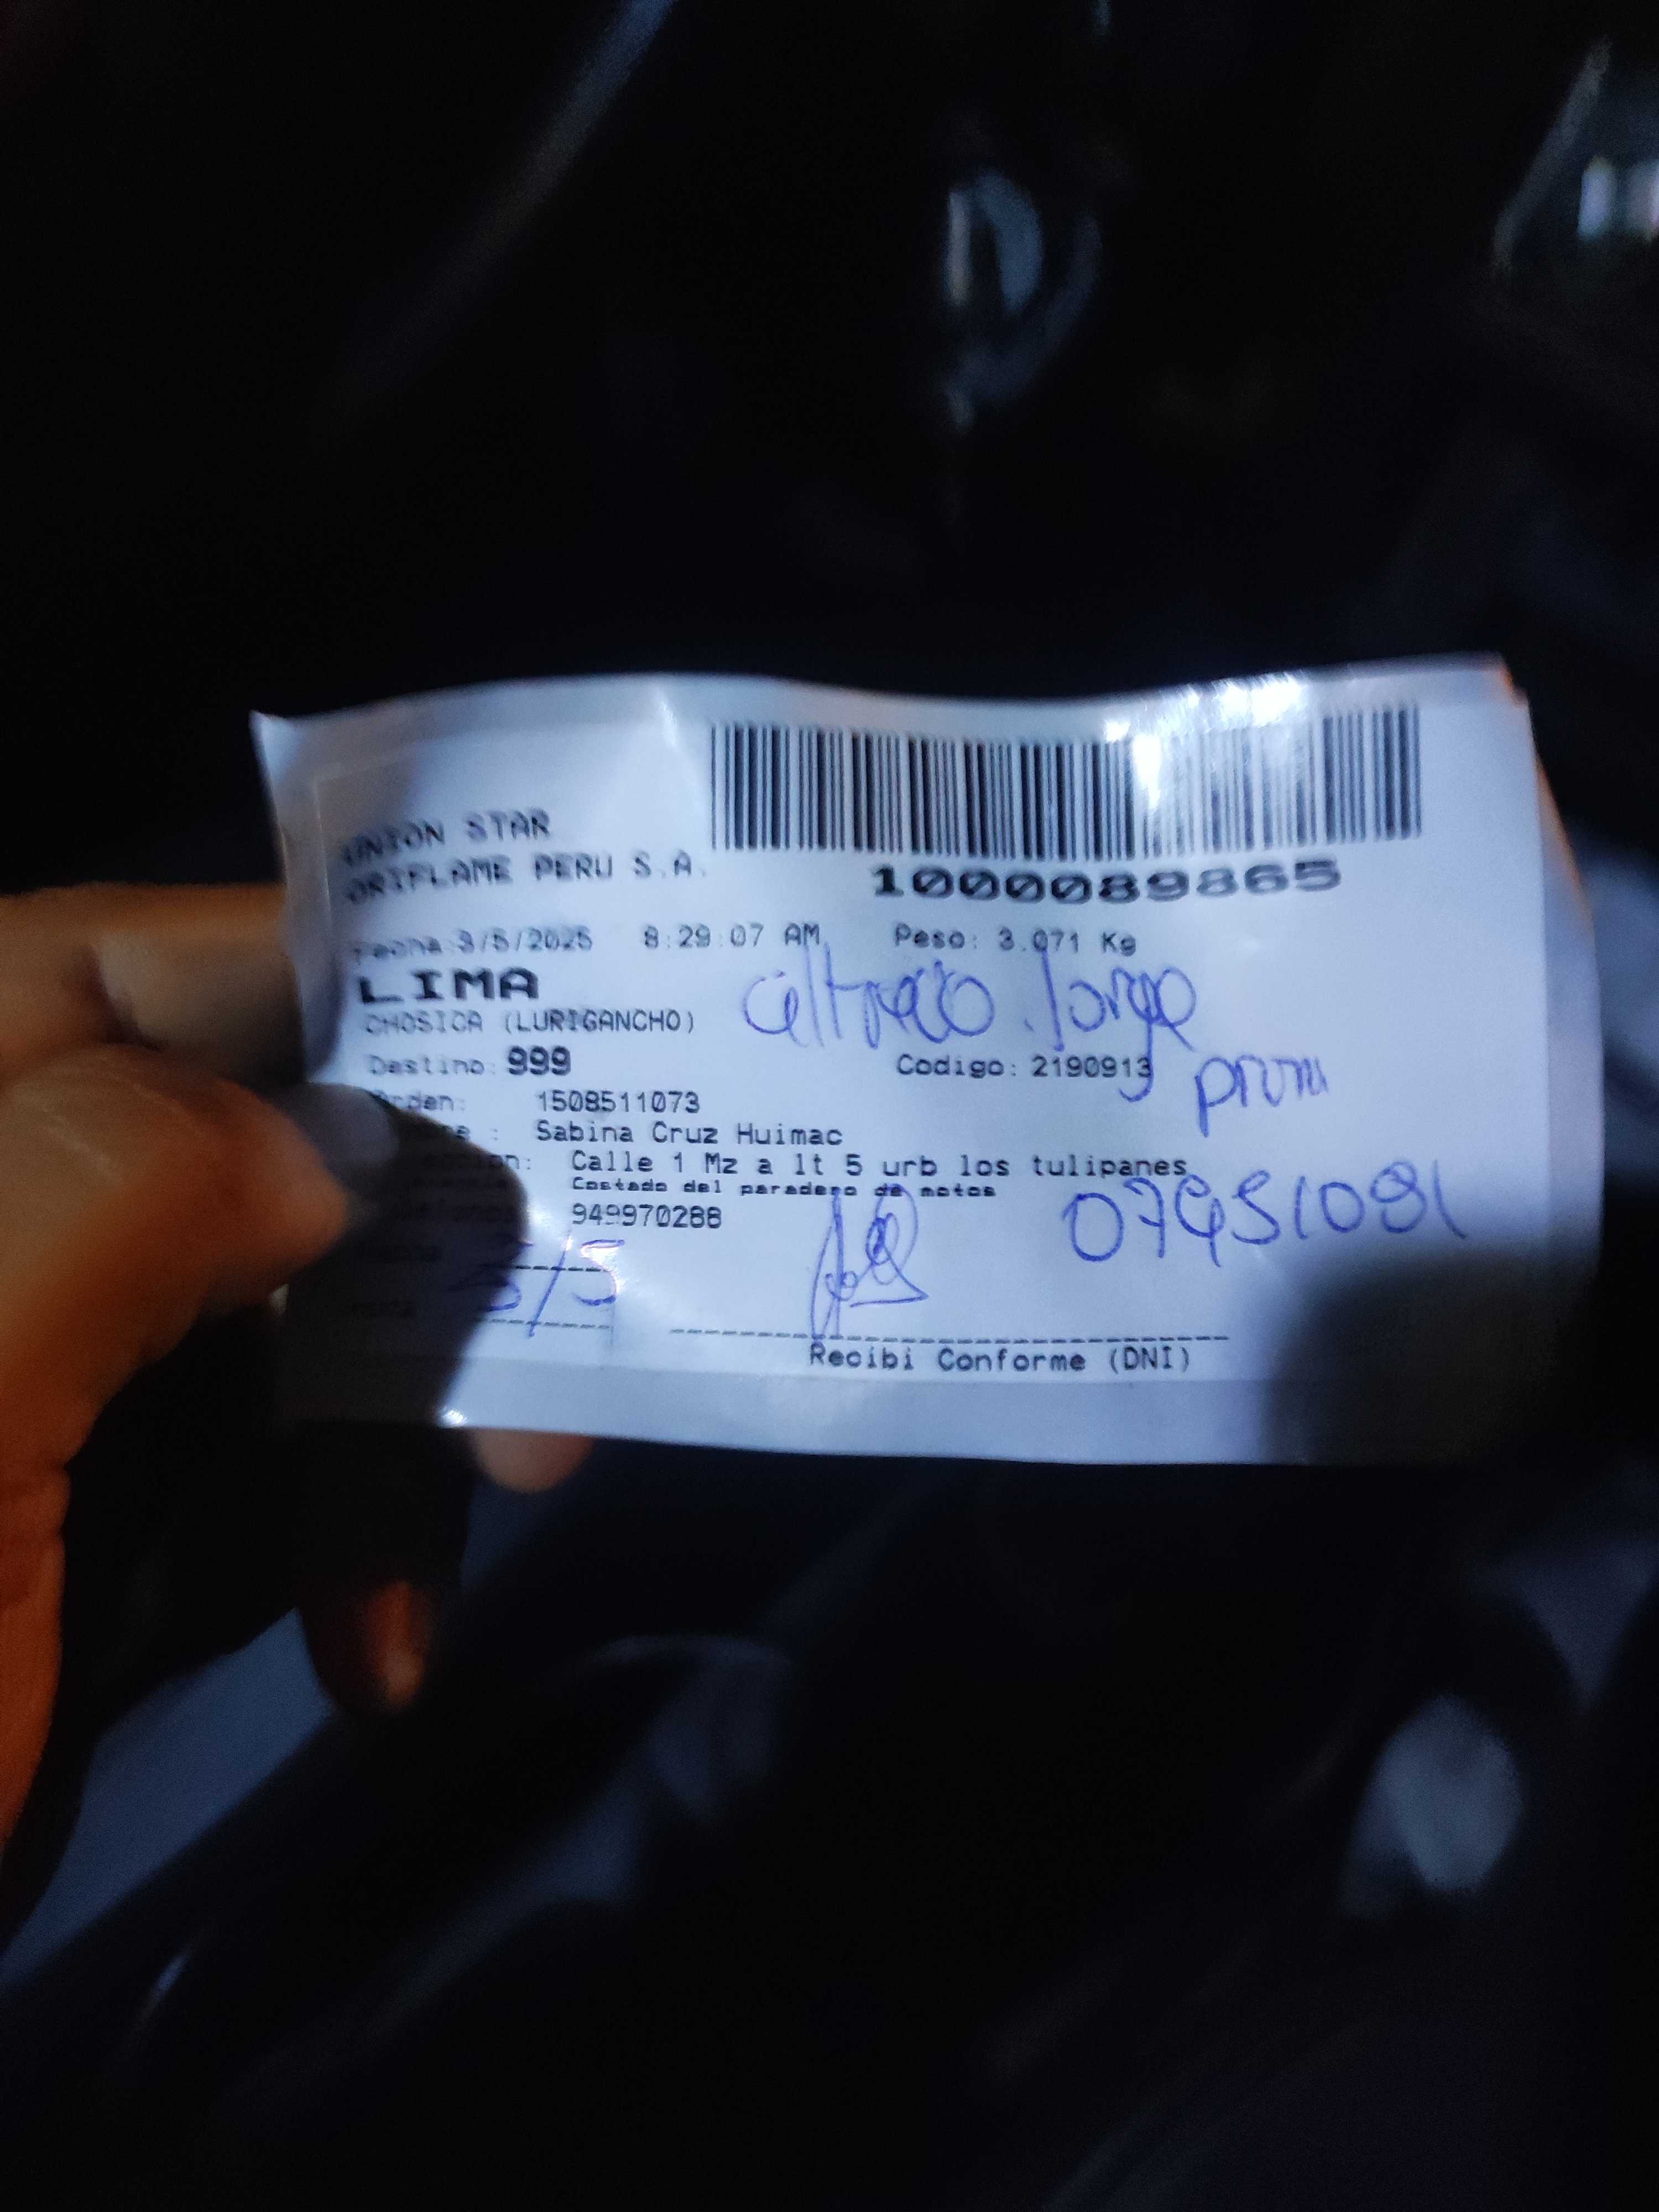 UNION STAR
ORIFLAME PERU S.A.
1000089865
Fecha:3/5/2025 8:29:07 AM Peso: 3.071 Kg
LIMA
CHOSICA (LURIGANCHO)
Jorge
Destino: 999 Codigo: 2190913
Orden: 1508511073
Sabina Cruz Huimac
Calle 1 Mz a lt 5 urb los tulipanes
Costado del paradero de motos
949970288
3/5
Recibi Conforme (DNI)